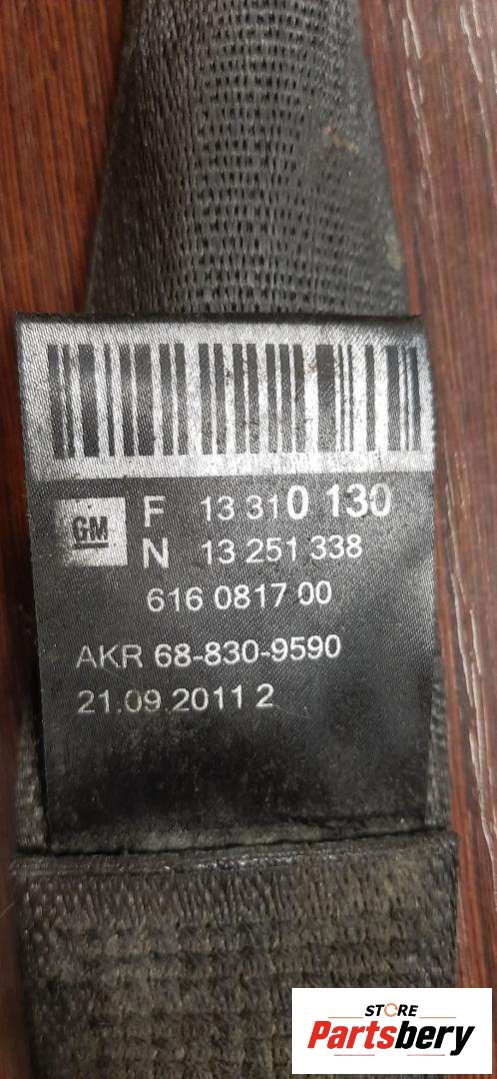 GM F 13 310 130
N 13 251 338
616 0817 00
AKR 68-830-9590
21.09.2011 2
STORE
Partsbery